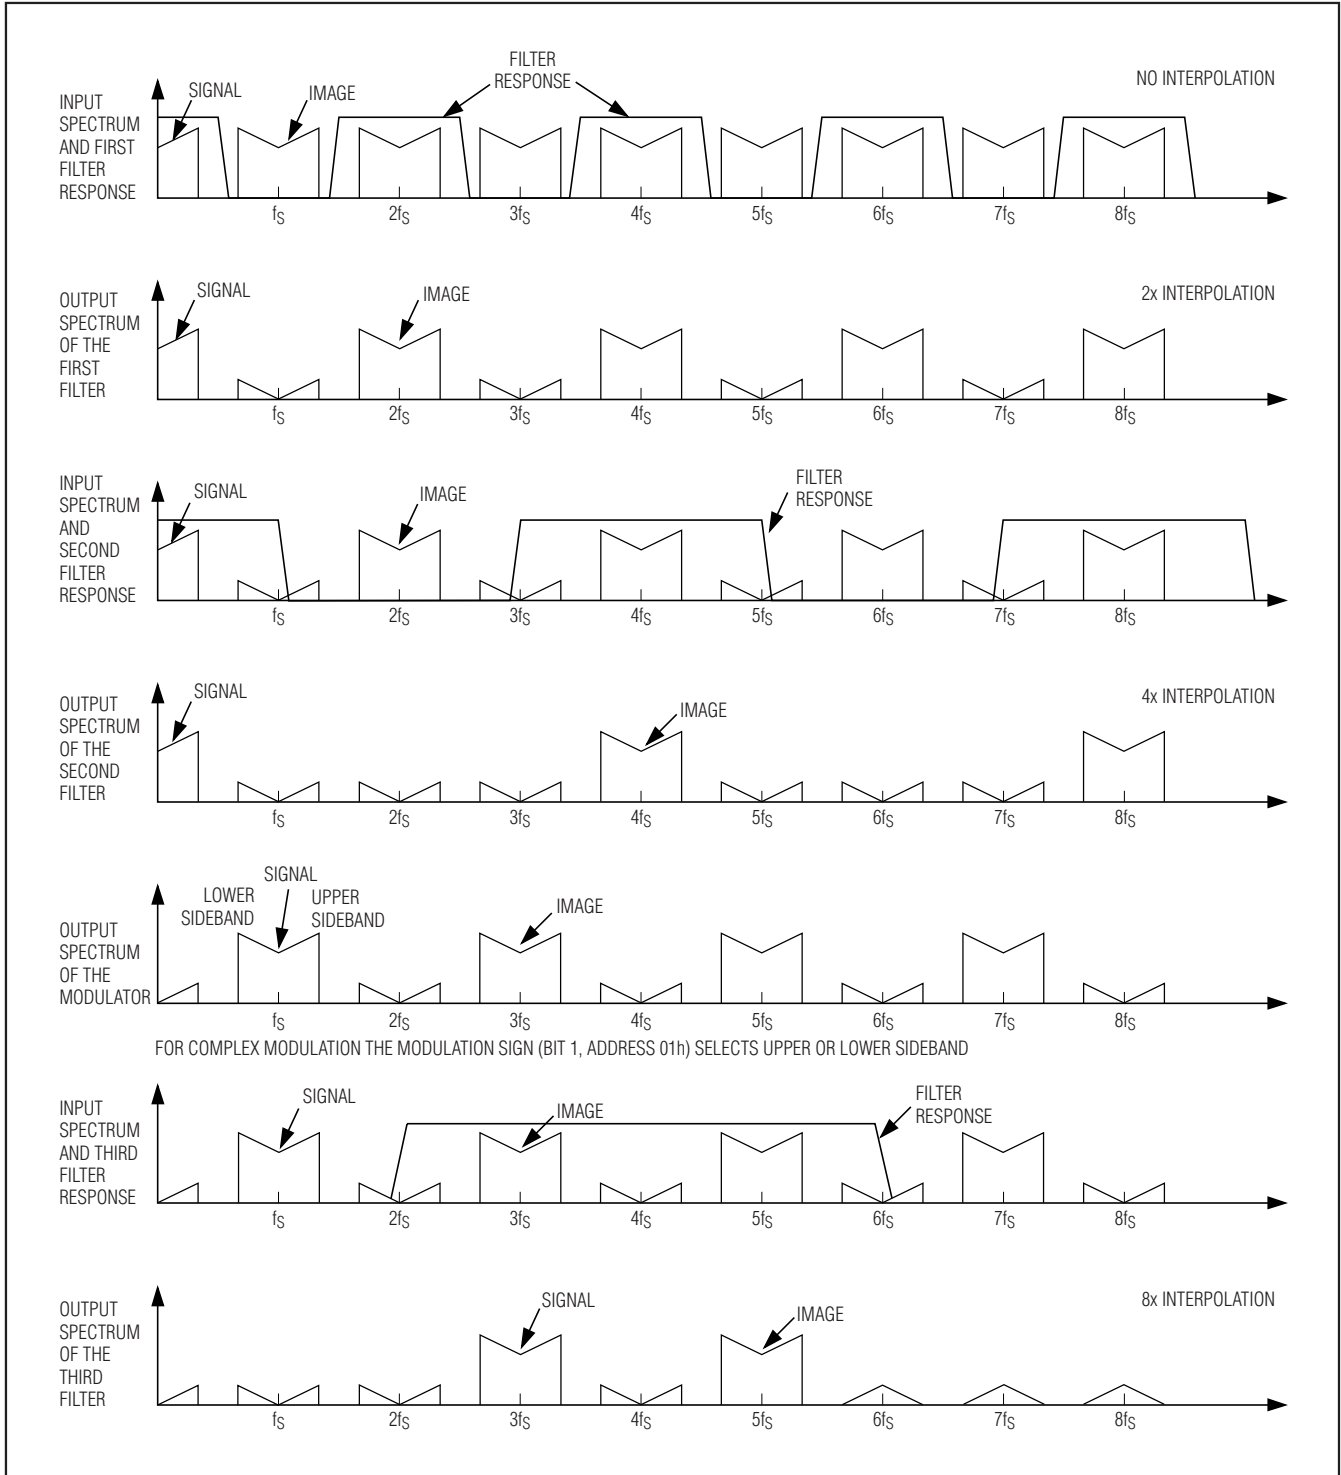 FILTER
RESPONSE
NO INTERPOLATION
SIGNAL
IMAGE
INPUT
SPECTRUM
AND FIRST
FILTER
RESPONSE
fS 2fS 3fS 4fS 5fS 6fS 7fS 8fS
SIGNAL
IMAGE
2x INTERPOLATION
OUTPUT
SPECTRUM
OF THE
FIRST
FILTER
fS 2fS 3fS 4fS 5fS 6fS 7fS 8fS
FILTER
RESPONSE
SIGNAL
IMAGE
INPUT
SPECTRUM
AND
SECOND
FILTER
RESPONSE
fS 2fS 3fS 4fS 5fS 6fS 7fS 8fS
SIGNAL
IMAGE
4x INTERPOLATION
OUTPUT
SPECTRUM
OF THE
SECOND
FILTER
fS 2fS 3fS 4fS 5fS 6fS 7fS 8fS
SIGNAL
LOWER
SIDEBAND
UPPER
SIDEBAND
IMAGE
OUTPUT
SPECTRUM
OF THE
MODULATOR
fS 2fS 3fS 4fS 5fS 6fS 7fS 8fS
FOR COMPLEX MODULATION THE MODULATION SIGN (BIT 1, ADDRESS 01h) SELECTS UPPER OR LOWER SIDEBAND
SIGNAL
IMAGE
FILTER
RESPONSE
INPUT
SPECTRUM
AND THIRD
FILTER
RESPONSE
fS 2fS 3fS 4fS 5fS 6fS 7fS 8fS
SIGNAL
IMAGE
8x INTERPOLATION
OUTPUT
SPECTRUM
OF THE
THIRD
FILTER
fS 2fS 3fS 4fS 5fS 6fS 7fS 8fS